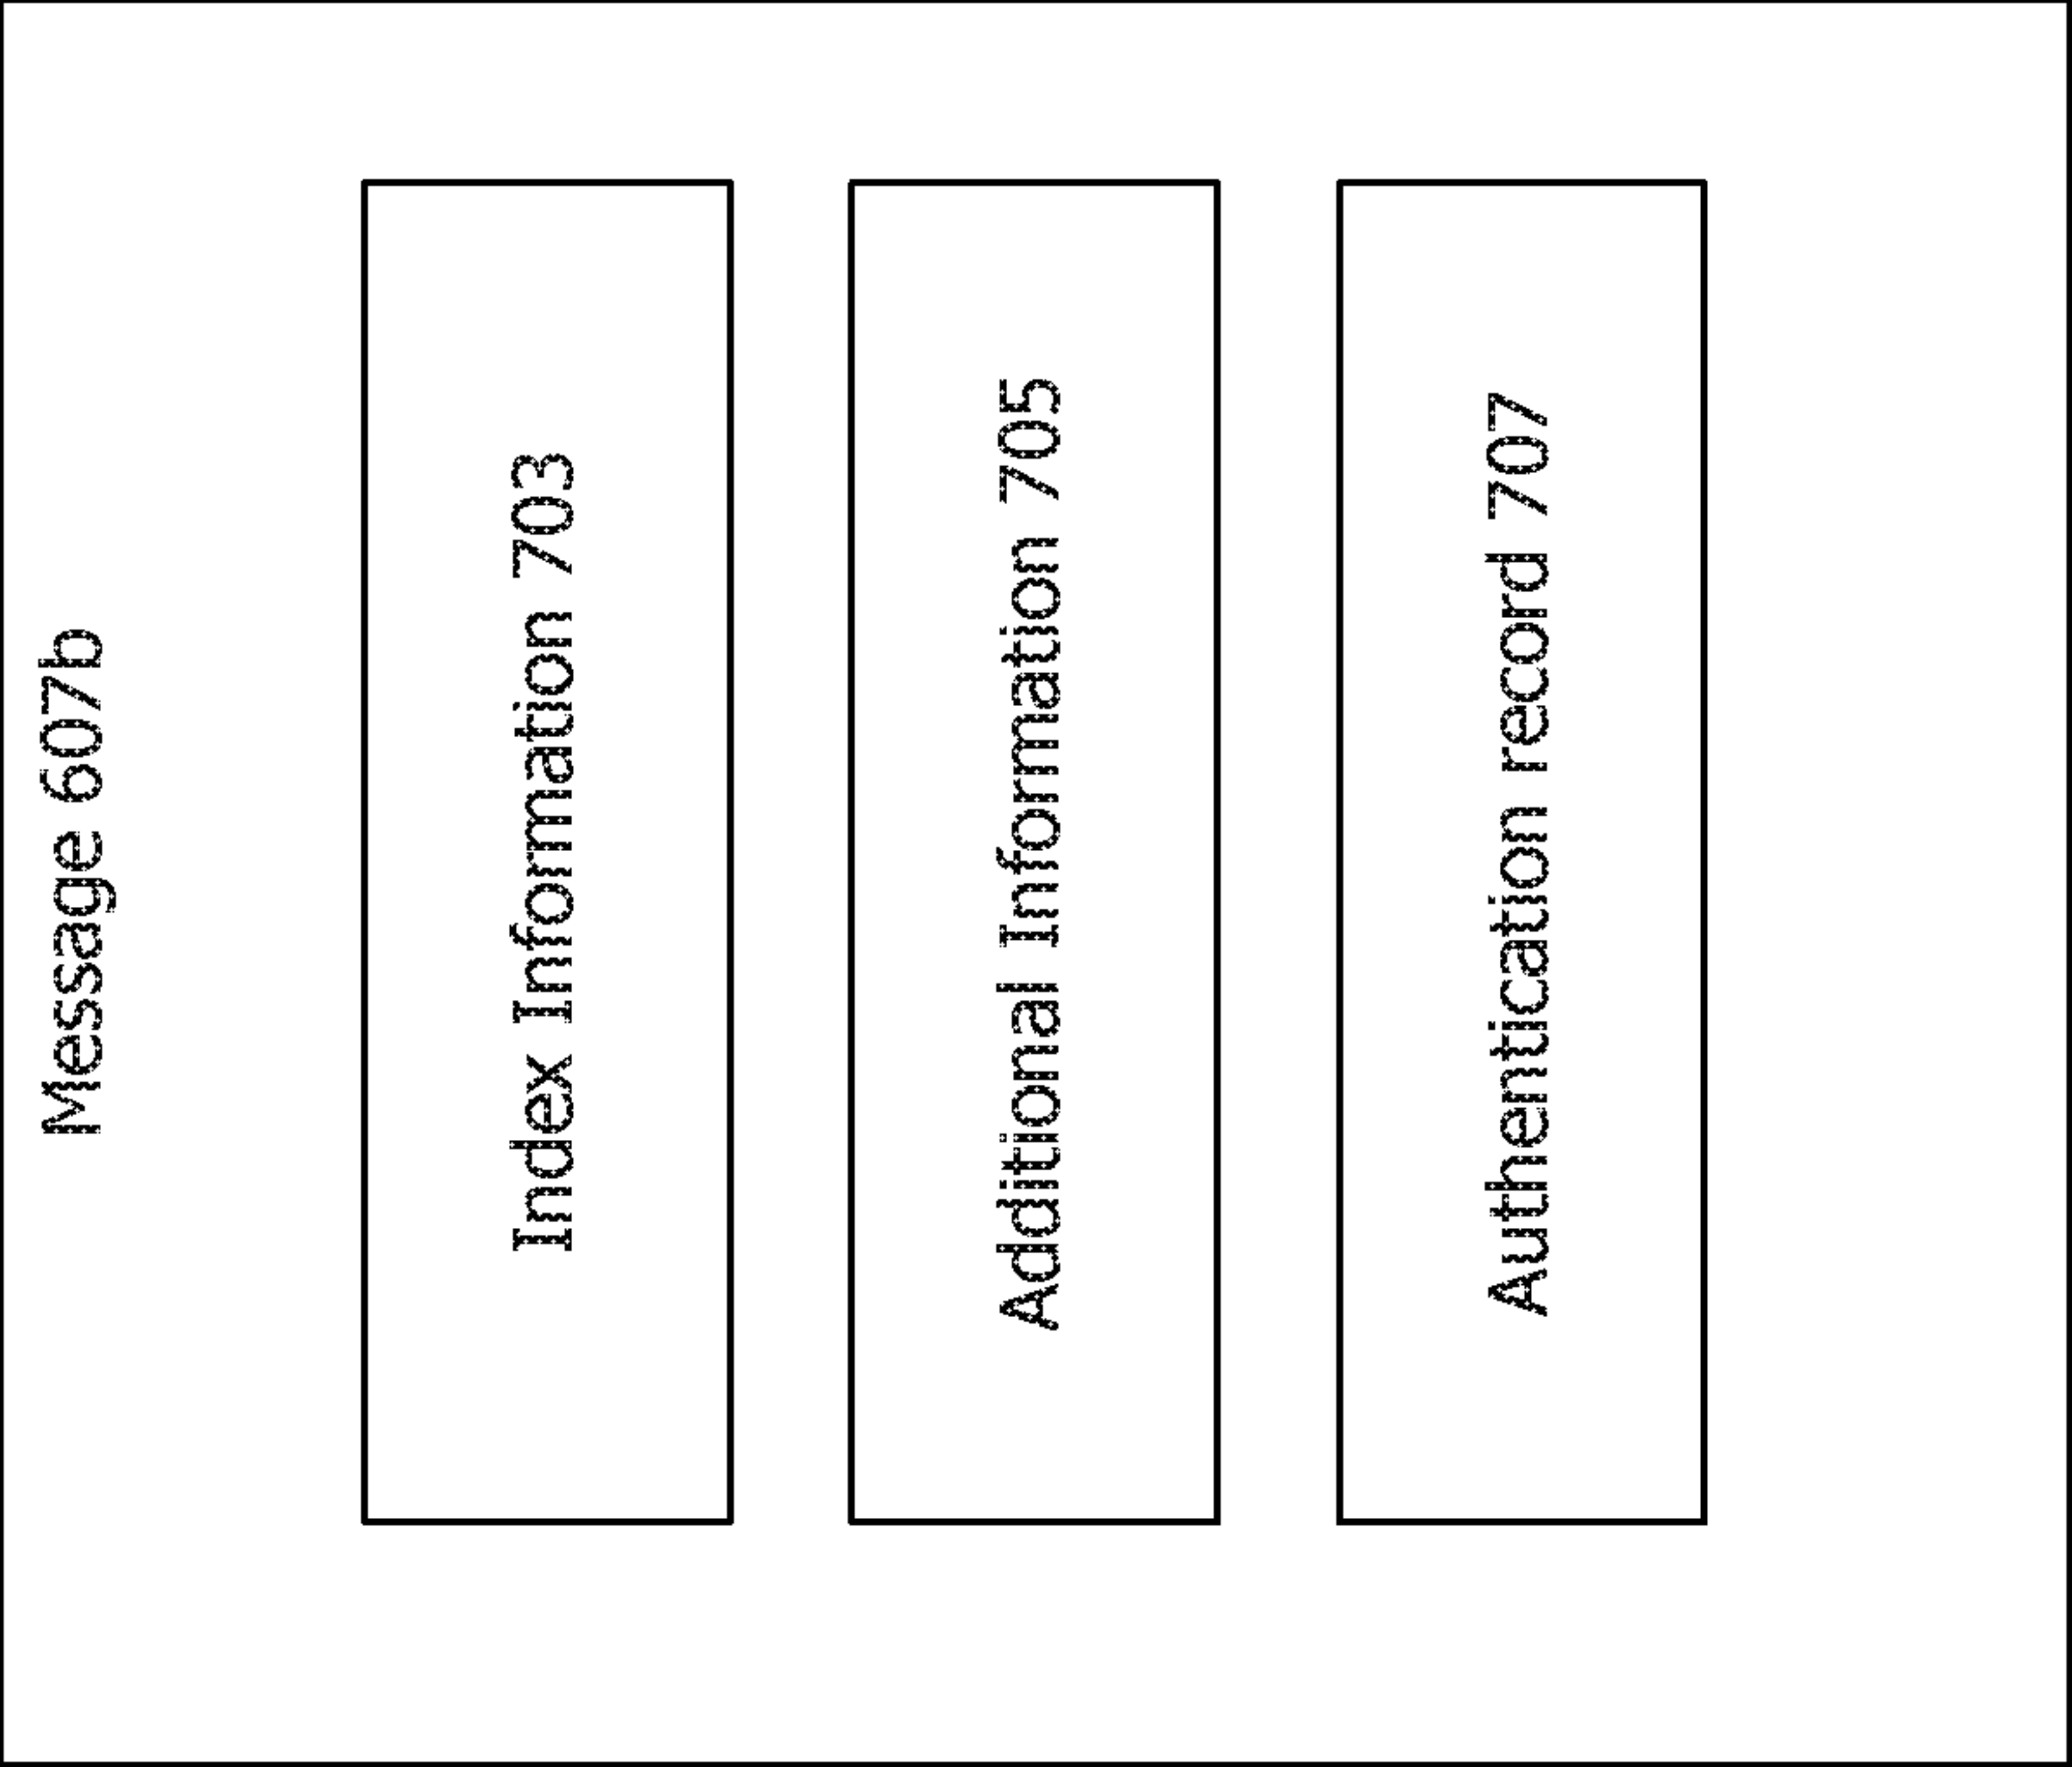 Message 607b
Index Information 703
Additional Information 705
Authentication record 707